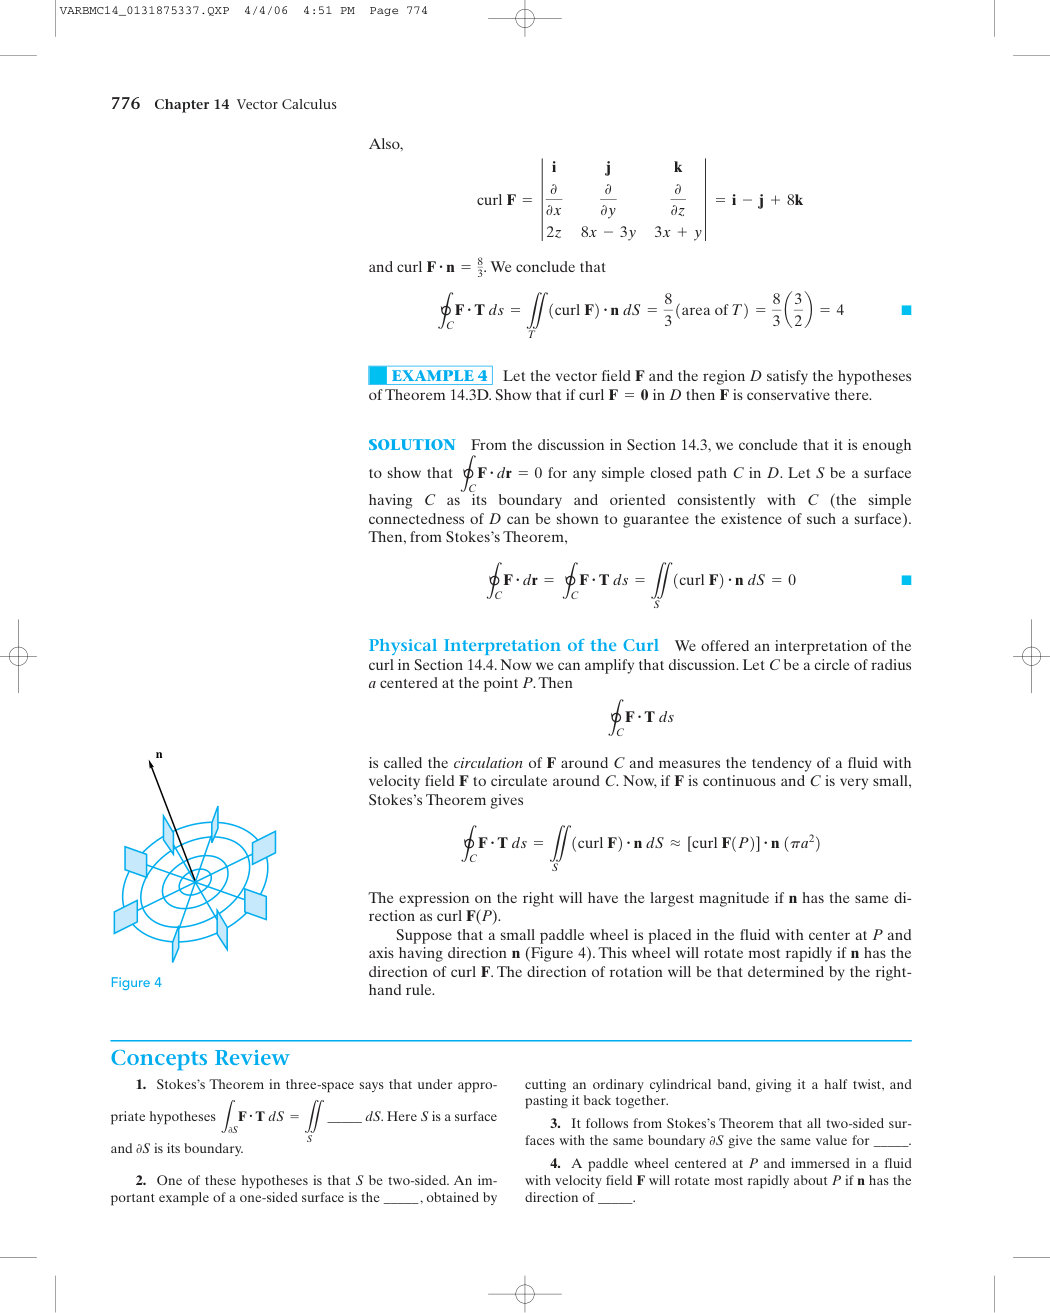 VARBMC14_0131875337.QXP 4/4/06 4:51 PM Page 774
776 Chapter 14 Vector Calculus
Also,
curl F = | i j k ; ∂/∂x ∂/∂y ∂/∂z ; 2z 8x − 3y 3x + y | = i − j + 8k
and curl F · n = 8/3. We conclude that
∮_C F · T ds = ∬_T (curl F) · n dS = 8/3 (area of T) = 8/3 (3/2) = 4
EXAMPLE 4 Let the vector field F and the region D satisfy the hypotheses
of Theorem 14.3D. Show that if curl F = 0 in D then F is conservative there.
SOLUTION From the discussion in Section 14.3, we conclude that it is enough
to show that ∮_C F · dr = 0 for any simple closed path C in D. Let S be a surface
having C as its boundary and oriented consistently with C (the simple
connectedness of D can be shown to guarantee the existence of such a surface).
Then, from Stokes's Theorem,
∮_C F · dr = ∮_C F · T ds = ∬_S (curl F) · n dS = 0
Physical Interpretation of the Curl We offered an interpretation of the
curl in Section 14.4. Now we can amplify that discussion. Let C be a circle of radius
a centered at the point P. Then
∮_C F · T ds
is called the circulation of F around C and measures the tendency of a fluid with
velocity field F to circulate around C. Now, if F is continuous and C is very small,
Stokes's Theorem gives
∮_C F · T ds = ∬_S (curl F) · n dS ≈ [curl F(P)] · n (πa²)
The expression on the right will have the largest magnitude if n has the same di-
rection as curl F(P).
Suppose that a small paddle wheel is placed in the fluid with center at P and
axis having direction n (Figure 4). This wheel will rotate most rapidly if n has the
direction of curl F. The direction of rotation will be that determined by the right-
hand rule.
n
Figure 4
Concepts Review
1. Stokes's Theorem in three-space says that under appro-
priate hypotheses ∫_∂S F · T dS = ∬_S _____ dS. Here S is a surface
and ∂S is its boundary.
2. One of these hypotheses is that S be two-sided. An im-
portant example of a one-sided surface is the _____, obtained by
cutting an ordinary cylindrical band, giving it a half twist, and
pasting it back together.
3. It follows from Stokes's Theorem that all two-sided sur-
faces with the same boundary ∂S give the same value for _____.
4. A paddle wheel centered at P and immersed in a fluid
with velocity field F will rotate most rapidly about P if n has the
direction of _____.